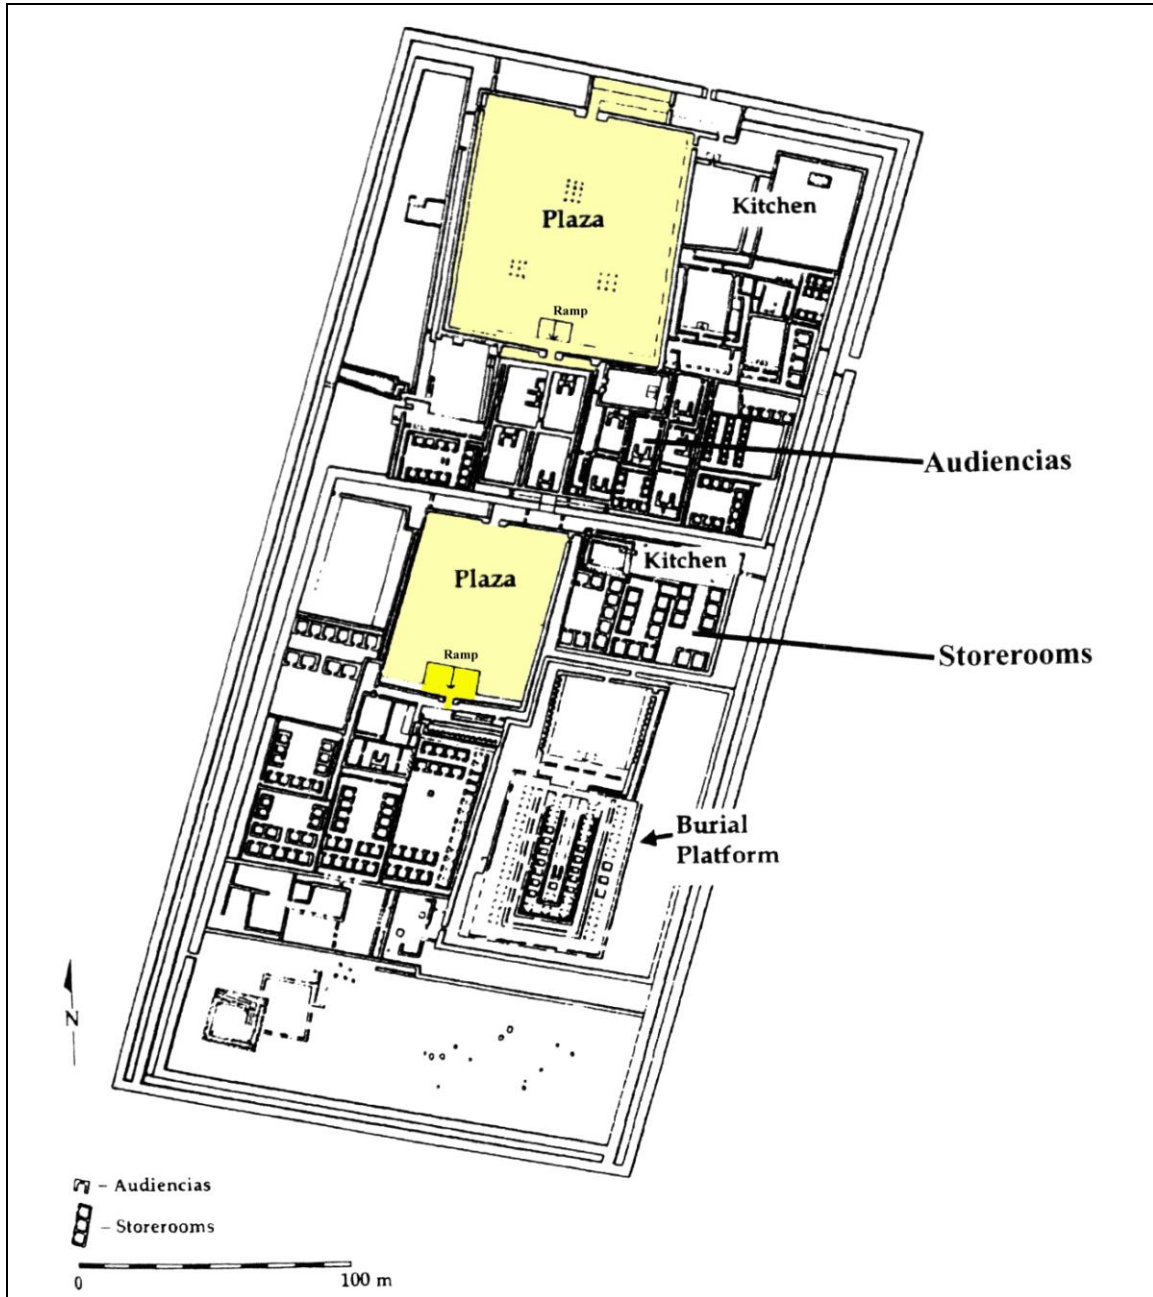 Kitchen
Plaza
Ramp
Audiencias
Kitchen
Plaza
Storerooms
Ramp
Burial
Platform
N
– Audiencias
– Storerooms
0 100 m